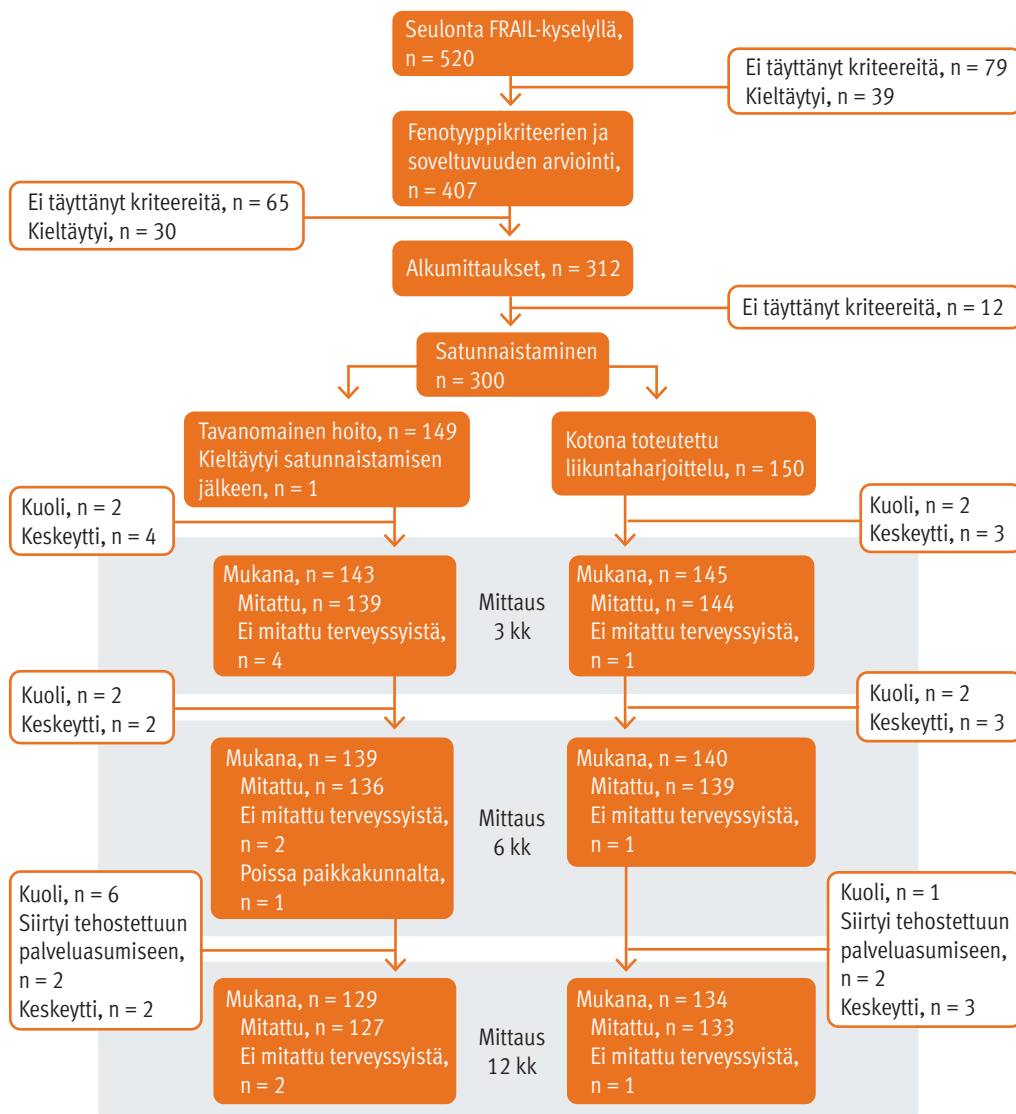 Seulonta FRAIL-kyselyllä,
n = 520
Ei täyttänyt kriteereitä, n = 79
Kieltäytyi, n = 39
Fenotyyppikriteerien ja
soveltuvuuden arviointi,
n = 407
Ei täyttänyt kriteereitä, n = 65
Kieltäytyi, n = 30
Alkumittaukset, n = 312
Ei täyttänyt kriteereitä, n = 12
Satunnaistaminen
n = 300
Tavanomainen hoito, n = 149
Kieltäytyi satunnaistamisen
jälkeen, n = 1
Kotona toteutettu
liikuntaharjoittelu, n = 150
Kuoli, n = 2
Keskeytti, n = 4
Kuoli, n = 2
Keskeytti, n = 3
Mukana, n = 143
Mitattu, n = 139
Ei mitattu terveyssyistä,
n = 4
Mittaus
3 kk
Mukana, n = 145
Mitattu, n = 144
Ei mitattu terveyssyistä,
n = 1
Kuoli, n = 2
Keskeytti, n = 2
Kuoli, n = 2
Keskeytti, n = 3
Mukana, n = 139
Mitattu, n = 136
Ei mitattu terveyssyistä,
n = 2
Poissa paikkakunnalta,
n = 1
Mittaus
6 kk
Mukana, n = 140
Mitattu, n = 139
Ei mitattu terveyssyistä,
n = 1
Kuoli, n = 6
Siirtyi tehostettuun
palveluasumiseen,
n = 2
Keskeytti, n = 2
Kuoli, n = 1
Siirtyi tehostettuun
palveluasumiseen,
n = 2
Keskeytti, n = 3
Mukana, n = 129
Mitattu, n = 127
Ei mitattu terveyssyistä,
n = 2
Mittaus
12 kk
Mukana, n = 134
Mitattu, n = 133
Ei mitattu terveyssyistä,
n = 1